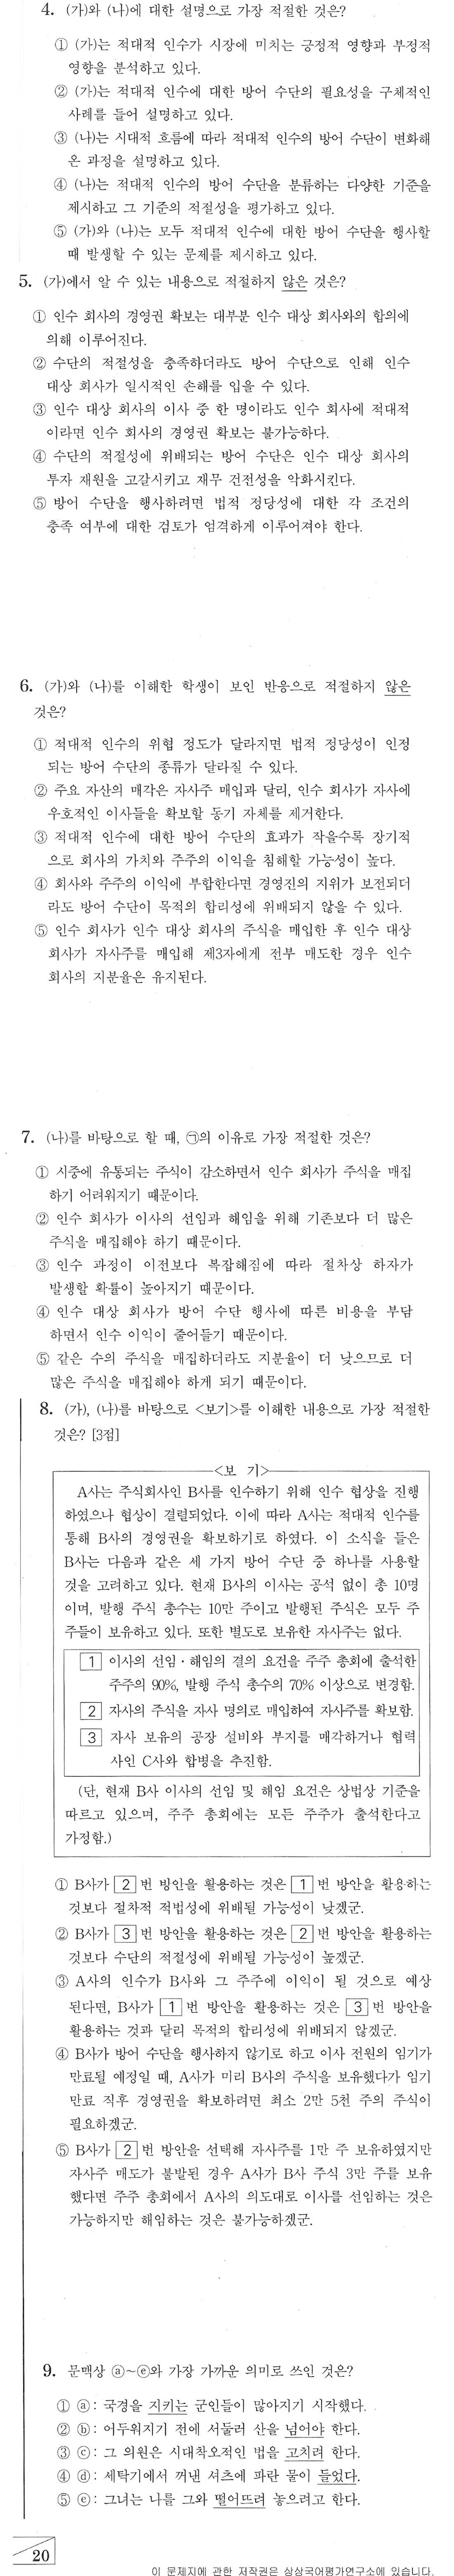 4. (가)와 (나)에 대한 설명으로 가장 적절한 것은?
① (가)는 적대적 인수가 시장에 미치는 긍정적 영향과 부정적
영향을 분석하고 있다.
② (가)는 적대적 인수에 대한 방어 수단의 필요성을 구체적인
사례를 들어 설명하고 있다.
③ (나)는 시대적 흐름에 따라 적대적 인수의 방어 수단이 변화해
온 과정을 설명하고 있다.
④ (나)는 적대적 인수의 방어 수단을 분류하는 다양한 기준을
제시하고 그 기준의 적절성을 평가하고 있다.
⑤ (가)와 (나)는 모두 적대적 인수에 대한 방어 수단을 행사할
때 발생할 수 있는 문제를 제시하고 있다.
5. (가)에서 알 수 있는 내용으로 적절하지 않은 것은?
① 인수 회사의 경영권 확보는 대부분 인수 대상 회사와의 합의에
의해 이루어진다.
② 수단의 적절성을 충족하더라도 방어 수단으로 인해 인수
대상 회사가 일시적인 손해를 입을 수 있다.
③ 인수 대상 회사의 이사 중 한 명이라도 인수 회사에 적대적
이라면 인수 회사의 경영권 확보는 불가능하다.
④ 수단의 적절성에 위배되는 방어 수단은 인수 대상 회사의
투자 재원을 고갈시키고 재무 건전성을 악화시킨다.
⑤ 방어 수단을 행사하려면 법적 정당성에 대한 각 조건의
충족 여부에 대한 검토가 엄격하게 이루어져야 한다.
6. (가)와 (나)를 이해한 학생이 보인 반응으로 적절하지 않은
것은?
① 적대적 인수의 위협 정도가 달라지면 법적 정당성이 인정
되는 방어 수단의 종류가 달라질 수 있다.
② 주요 자산의 매각은 자사주 매입과 달리, 인수 회사가 자사에
우호적인 이사들을 확보할 동기 자체를 제거한다.
③ 적대적 인수에 대한 방어 수단의 효과가 작을수록 장기적
으로 회사의 가치와 주주의 이익을 침해할 가능성이 높다.
④ 회사와 주주의 이익에 부합한다면 경영진의 지위가 보전되더
라도 방어 수단이 목적의 합리성에 위배되지 않을 수 있다.
⑤ 인수 회사가 인수 대상 회사의 주식을 매입한 후 인수 대상
회사가 자사주를 매입해 제3자에게 전부 매도한 경우 인수
회사의 지분율은 유지된다.
7. (나)를 바탕으로 할 때, ㉠의 이유로 가장 적절한 것은?
① 시중에 유통되는 주식이 감소하면서 인수 회사가 주식을 매집
하기 어려워지기 때문이다.
② 인수 회사가 이사의 선임과 해임을 위해 기존보다 더 많은
주식을 매집해야 하기 때문이다.
③ 인수 과정이 이전보다 복잡해짐에 따라 절차상 하자가
발생할 확률이 높아지기 때문이다.
④ 인수 대상 회사가 방어 수단 행사에 따른 비용을 부담
하면서 인수 이익이 줄어들기 때문이다.
⑤ 같은 수의 주식을 매집하더라도 지분율이 더 낮으므로 더
많은 주식을 매집해야 하게 되기 때문이다.
8. (가), (나)를 바탕으로 <보기>를 이해한 내용으로 가장 적절한
것은? [3점]
<보 기>
A사는 주식회사인 B사를 인수하기 위해 인수 협상을 진행
하였으나 협상이 결렬되었다. 이에 따라 A사는 적대적 인수를
통해 B사의 경영권을 확보하기로 하였다. 이 소식을 들은
B사는 다음과 같은 세 가지 방어 수단 중 하나를 사용할
것을 고려하고 있다. 현재 B사의 이사는 공석 없이 총 10명
이며, 발행 주식 총수는 10만 주이고 발행된 주식은 모두 주
주들이 보유하고 있다. 또한 별도로 보유한 자사주는 없다.
1 이사의 선임·해임의 결의 요건을 주주 총회에 출석한
주주의 90%, 발행 주식 총수의 70% 이상으로 변경함.
2 자사의 주식을 자사 명의로 매입하여 자사주를 확보함.
3 자사 보유의 공장 설비와 부지를 매각하거나 협력
사인 C사와 합병을 추진함.
(단, 현재 B사 이사의 선임 및 해임 요건은 상법상 기준을
따르고 있으며, 주주 총회에는 모든 주주가 출석한다고
가정함.)
① B사가 2 번 방안을 활용하는 것은 1 번 방안을 활용하는
것보다 절차적 적법성에 위배될 가능성이 낮겠군.
② B사가 3 번 방안을 활용하는 것은 2 번 방안을 활용하는
것보다 수단의 적절성에 위배될 가능성이 높겠군.
③ A사의 인수가 B사와 그 주주에 이익이 될 것으로 예상
된다면, B사가 1 번 방안을 활용하는 것은 3 번 방안을
활용하는 것과 달리 목적의 합리성에 위배되지 않겠군.
④ B사가 방어 수단을 행사하지 않기로 하고 이사 전원의 임기가
만료될 예정일 때, A사가 미리 B사의 주식을 보유했다가 임기
만료 직후 경영권을 확보하려면 최소 2만 5천 주의 주식이
필요하겠군.
⑤ B사가 2 번 방안을 선택해 자사주를 1만 주 보유하였지만
자사주 매도가 불발된 경우 A사가 B사 주식 3만 주를 보유
했다면 주주 총회에서 A사의 의도대로 이사를 선임하는 것은
가능하지만 해임하는 것은 불가능하겠군.
9. 문맥상 ⓐ~ⓔ와 가장 가까운 의미로 쓰인 것은?
① ⓐ: 국경을 지키는 군인들이 많아지기 시작했다.
② ⓑ: 어두워지기 전에 서둘러 산을 넘어야 한다.
③ ⓒ: 그 의원은 시대착오적인 법을 고치려 한다.
④ ⓓ: 세탁기에서 꺼낸 셔츠에 파란 물이 들었다.
⑤ ⓔ: 그녀는 나를 그와 떨어뜨려 놓으려고 한다.
20
이 문제지에 관한 저작권은 상상국어평가연구소에 있습니다.